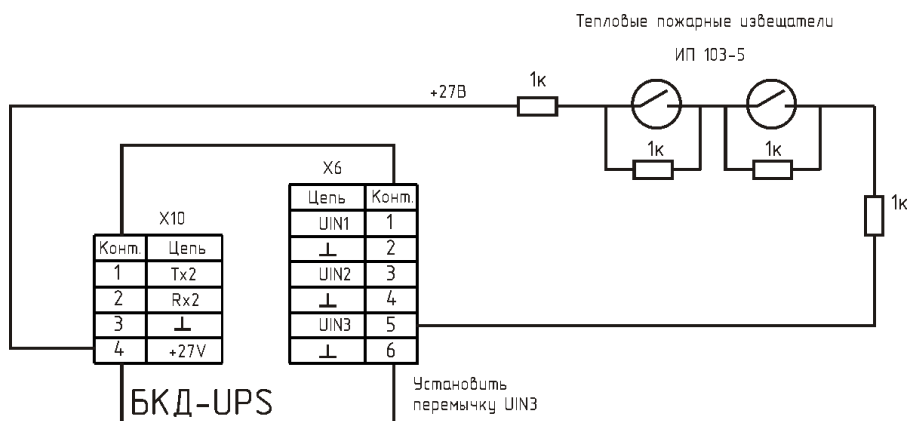 Тепловые пожарные извещатели
ИП 103-5
+27В
1к
1к
1к
1к
X6
Цепь Конт.
UIN1 1
⊥ 2
UIN2 3
⊥ 4
UIN3 5
⊥ 6
X10
Конт. Цепь
1 Tx2
2 Rx2
3 ⊥
4 +27V
БКД-UPS
Установить
перемычку UIN3